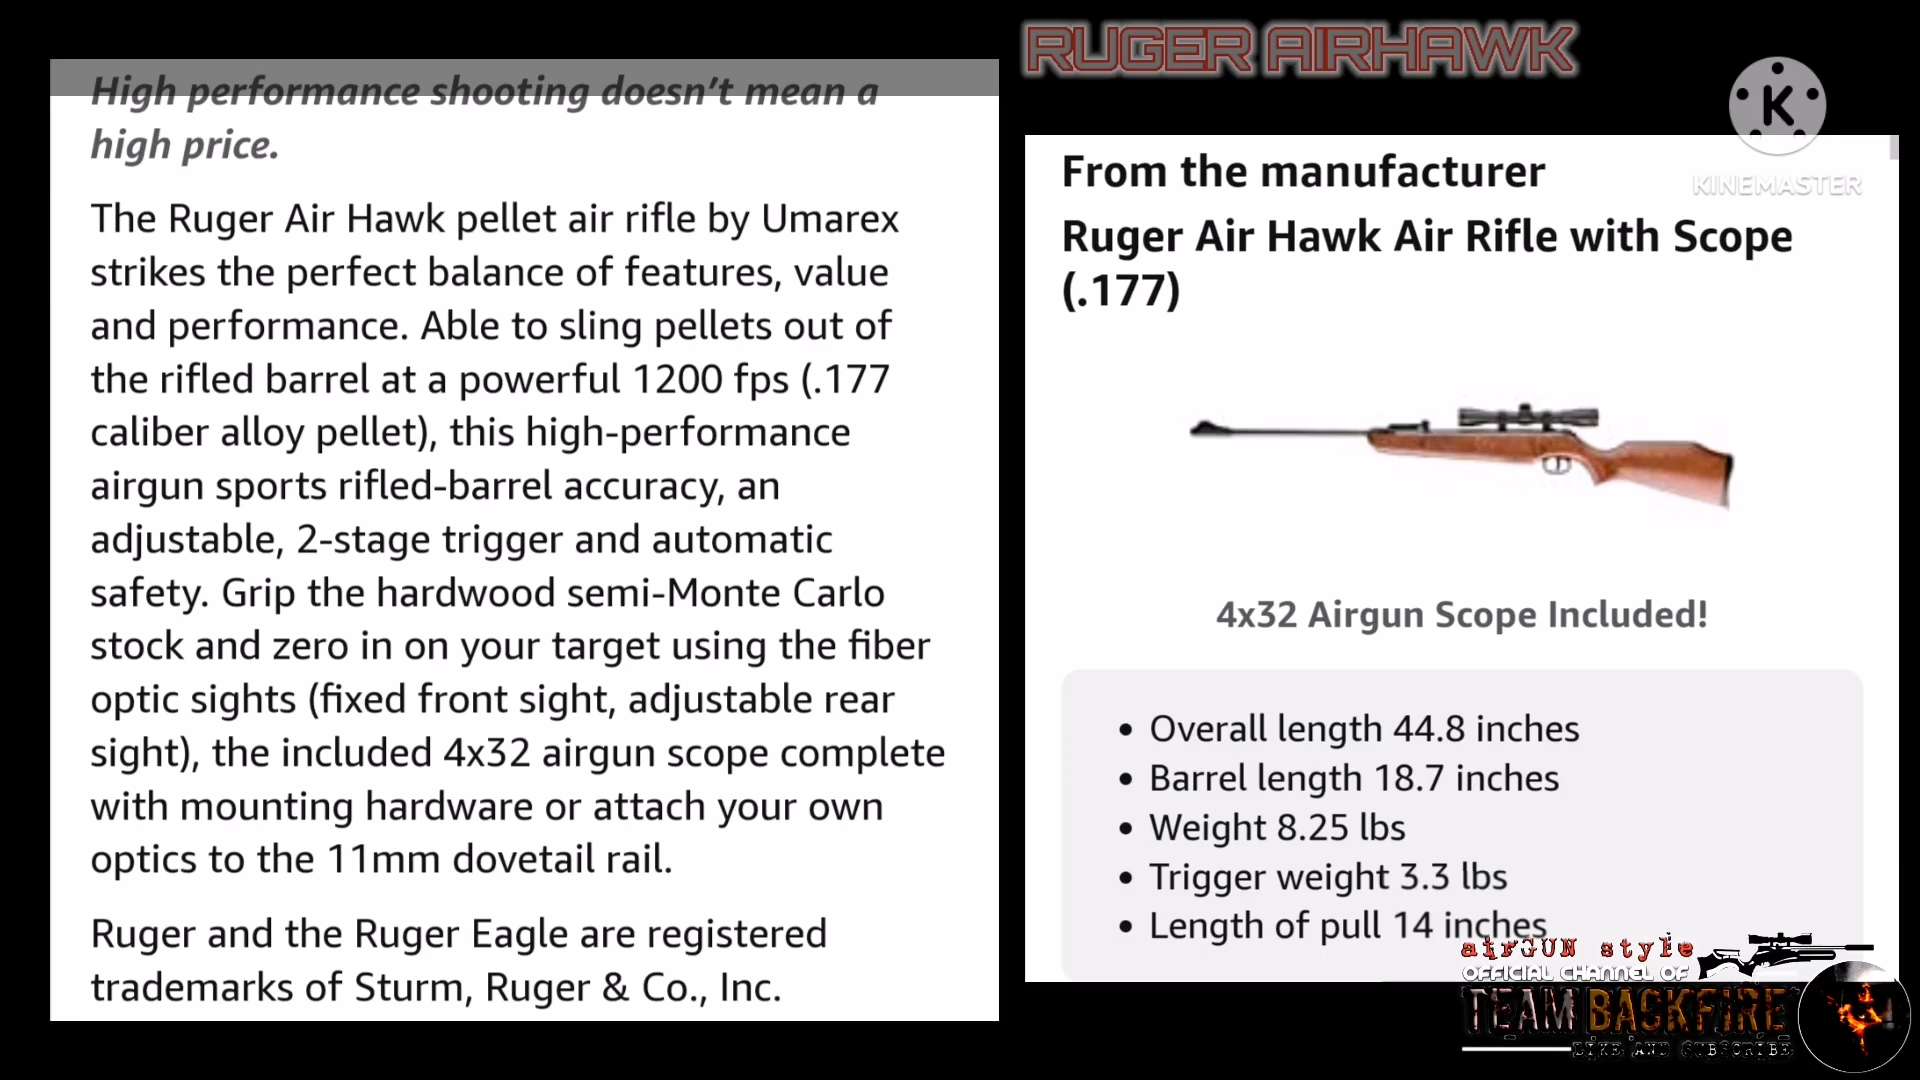 RUGER AIRHAWK
High performance shooting doesn’t mean a
high price.
The Ruger Air Hawk pellet air rifle by Umarex
strikes the perfect balance of features, value
and performance. Able to sling pellets out of
the rifled barrel at a powerful 1200 fps (.177
caliber alloy pellet), this high-performance
airgun sports rifled-barrel accuracy, an
adjustable, 2-stage trigger and automatic
safety. Grip the hardwood semi-Monte Carlo
stock and zero in on your target using the fiber
optic sights (fixed front sight, adjustable rear
sight), the included 4x32 airgun scope complete
with mounting hardware or attach your own
optics to the 11mm dovetail rail.
Ruger and the Ruger Eagle are registered
trademarks of Sturm, Ruger & Co., Inc.
K
KINEMASTER
From the manufacturer
Ruger Air Hawk Air Rifle with Scope
(.177)
4x32 Airgun Scope Included!
• Overall length 44.8 inches
• Barrel length 18.7 inches
• Weight 8.25 lbs
• Trigger weight 3.3 lbs
• Length of pull 14 inches
airGUN style
OFFICIAL CHANNEL OF
TEAM BACKFIRE
LIKE AND SUBSCRIBE